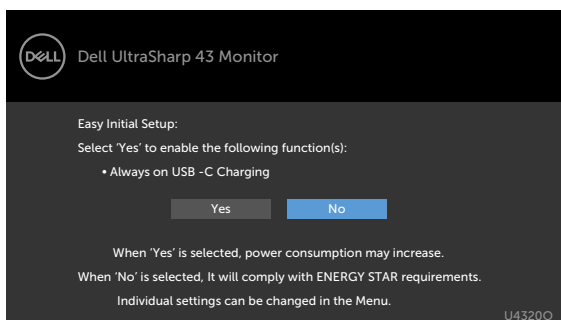 DELL
Dell UltraSharp 43 Monitor
Easy Initial Setup:
Select ‘Yes’ to enable the following function(s):
• Always on USB -C Charging
Yes No
When ‘Yes’ is selected, power consumption may increase.
When ‘No’ is selected, It will comply with ENERGY STAR requirements.
Individual settings can be changed in the Menu.
U4320Q